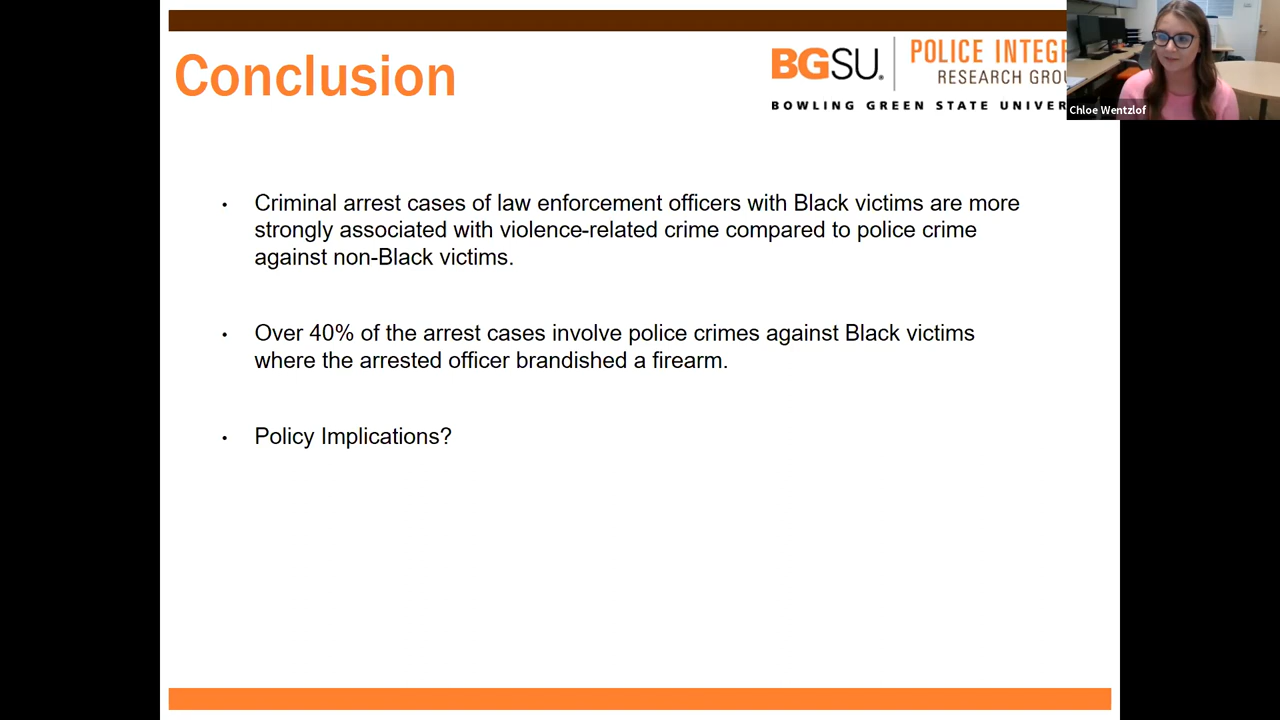 Conclusion
BGSU.
POLICE INTEGR
RESEARCH GROU
BOWLING GREEN STATE UNIVER
Chloe Wentzlof
• Criminal arrest cases of law enforcement officers with Black victims are more
strongly associated with violence-related crime compared to police crime
against non-Black victims.
• Over 40% of the arrest cases involve police crimes against Black victims
where the arrested officer brandished a firearm.
• Policy Implications?